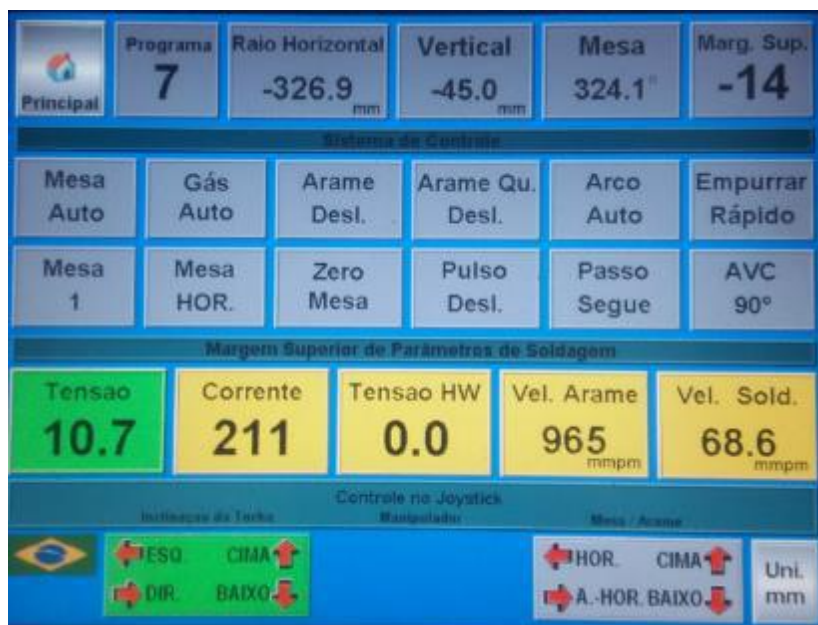 Principal
Programa
7
Raio Horizontal
-326.9
mm
Vertical
-45.0
mm
Mesa
324.1°
Marg. Sup.
-14
Sistema de Controle
Mesa
Auto
Gás
Auto
Arame
Desl.
Arame Qu.
Desl.
Arco
Auto
Empurrar
Rápido
Mesa
1
Mesa
HOR.
Zero
Mesa
Pulso
Desl.
Passo
Segue
AVC
90º
Margem Superior de Parâmetros de Soldagem
Tensao
10.7
Corrente
211
Tensao HW
0.0
Vel. Arame
965
mmpm
Vel. Sold.
68.6
mmpm
Controle no Joystick
Inclinaçao da Tocha
Manipulador
Mesa / Arame
ESQ. CIMA
DIR. BAIXO
HOR. CIMA
A.-HOR. BAIXO
Uni.
mm